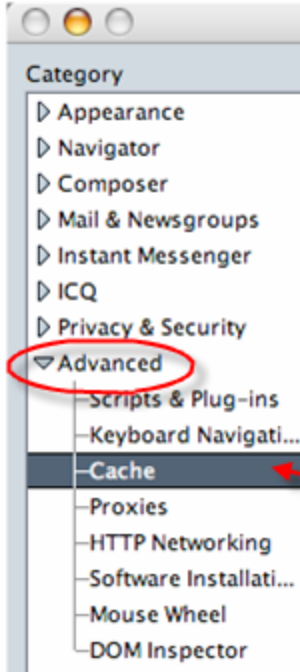 Category
Appearance
Navigator
Composer
Mail & Newsgroups
Instant Messenger
ICQ
Privacy & Security
Advanced
Scripts & Plug-ins
Keyboard Navigati...
Cache
Proxies
HTTP Networking
Software Installati...
Mouse Wheel
DOM Inspector